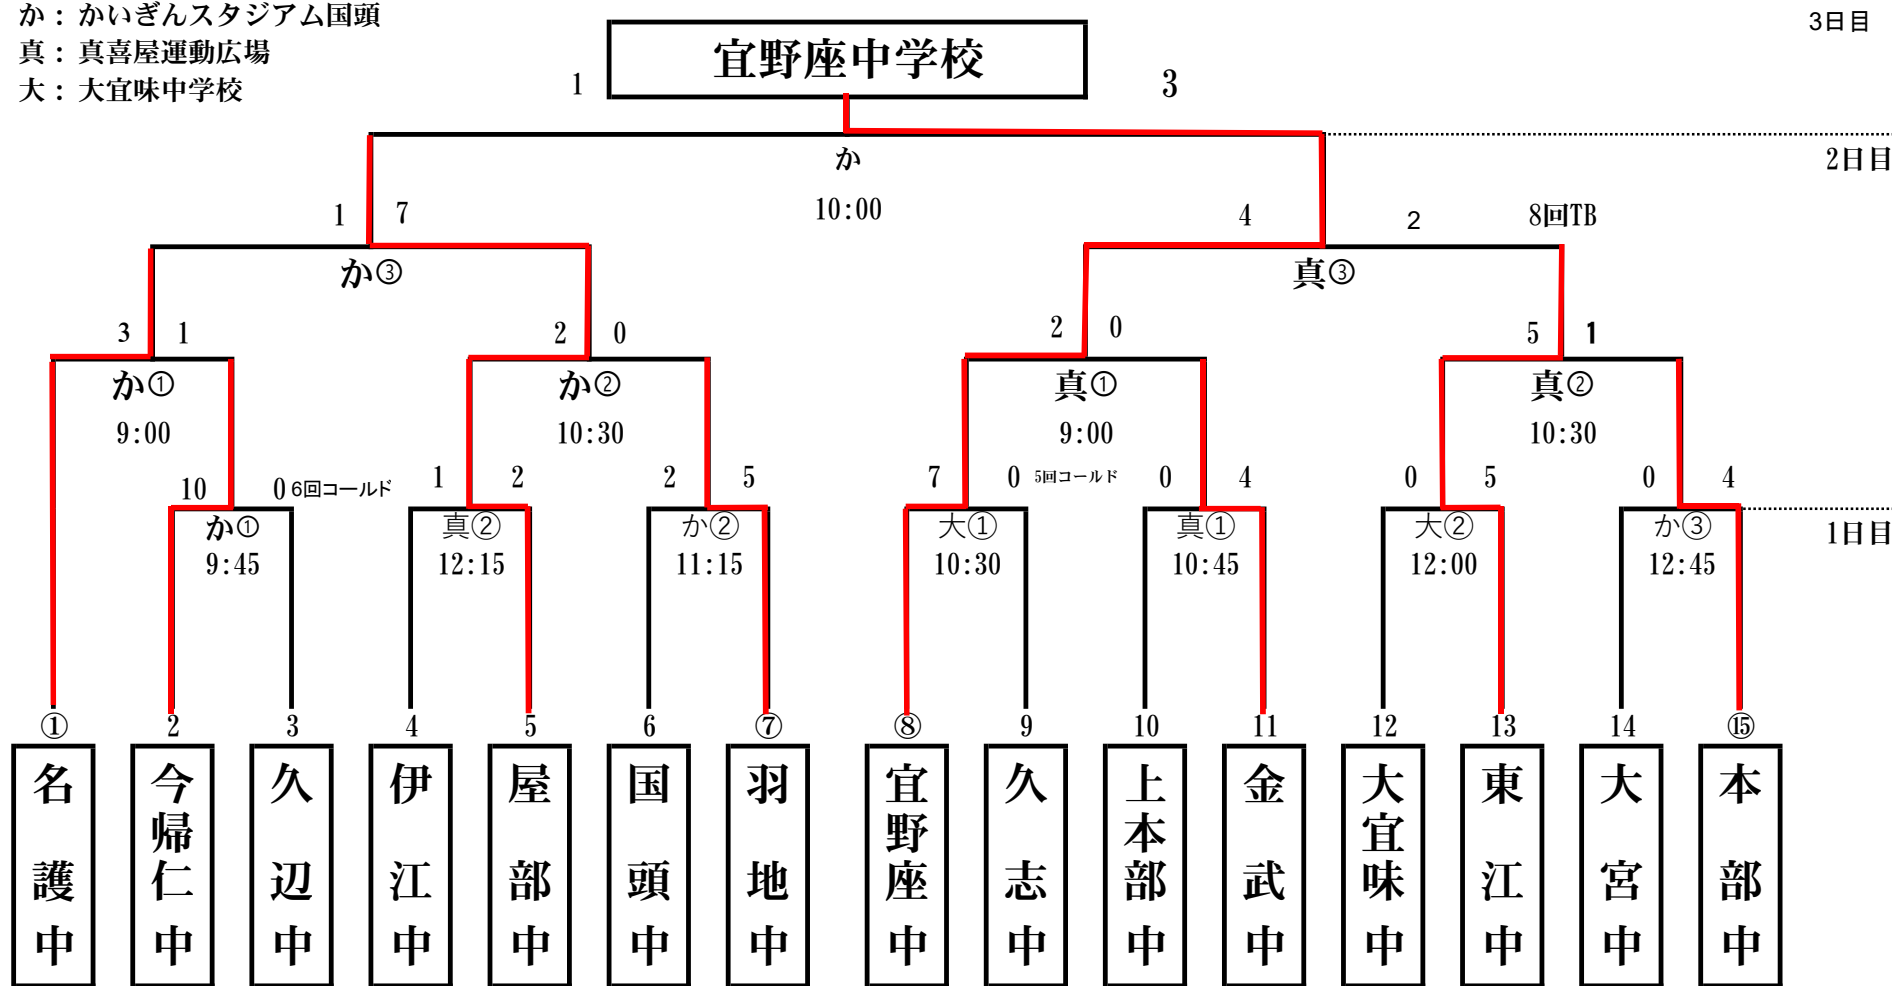 か：かいぎんスタジアム国頭
3日目
真：真喜屋運動広場
宜野座中学校
大：大宜味中学校
1
3
か
2日目
10:00
1 7
4 2 8回TB
か③
真③
3 1
2 0
2 0
5 1
か①
か②
真①
真②
9:00
10:30
9:00
10:30
10 0 6回コールド
1 2
2 5
7 0 5回コールド
0 4
0 5
0 4
か①
真②
か②
大①
真①
大②
か③
1日目
9:45
12:15
11:15
10:30
10:45
12:00
12:45
① 2 3 4 5 6 ⑦ ⑧ 9 10 11 12 13 14 ⑮
名護中
今帰仁中
久辺中
伊江中
屋部中
国頭中
羽地中
宜野座中
久志中
上本部中
金武中
大宜味中
東江中
大宮中
本部中